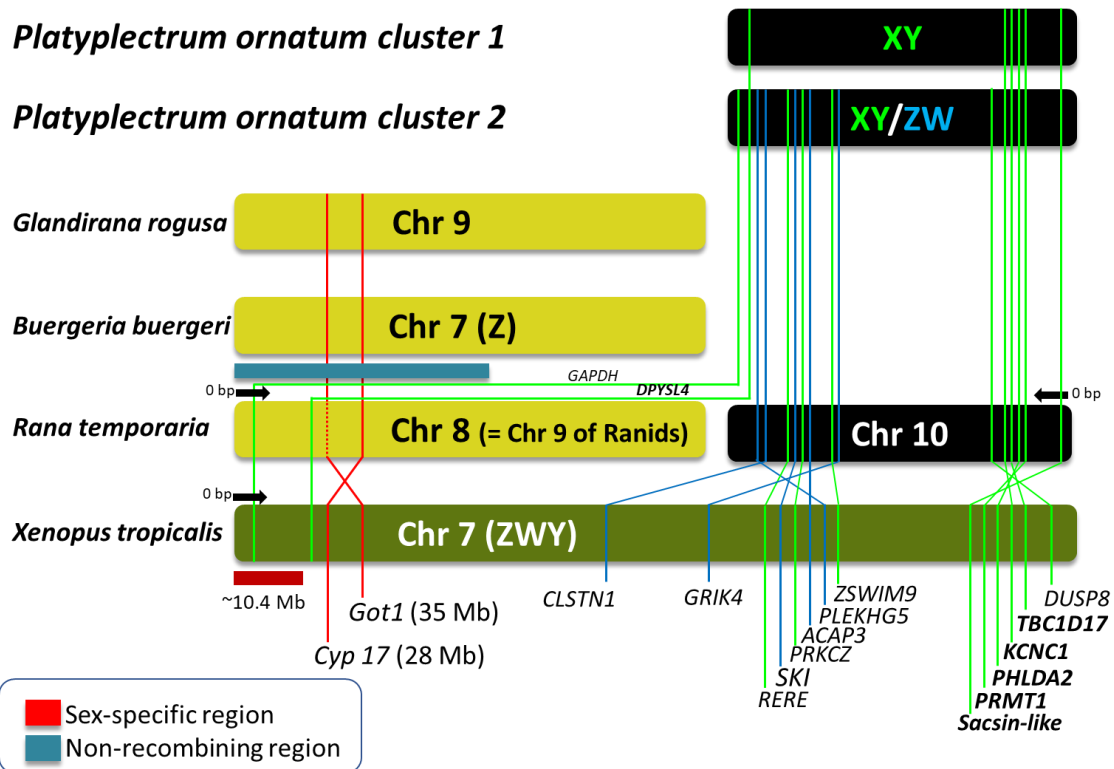 Platyplectrum ornatum cluster 1
XY
Platyplectrum ornatum cluster 2
XY/ZW
Glandirana rogusa
Chr 9
Buergeria buergeri
Chr 7 (Z)
GAPDH
DPYSL4
0 bp
0 bp
Rana temporaria
Chr 8 (= Chr 9 of Ranids)
Chr 10
0 bp
Xenopus tropicalis
Chr 7 (ZWY)
~10.4 Mb
Got1 (35 Mb)
Cyp 17 (28 Mb)
CLSTN1
GRIK4
ZSWIM9
PLEKHG5
ACAP3
PRKCZ
SKI
RERE
DUSP8
TBC1D17
KCNC1
PHLDA2
PRMT1
Sacsin-like
Sex-specific region
Non-recombining region